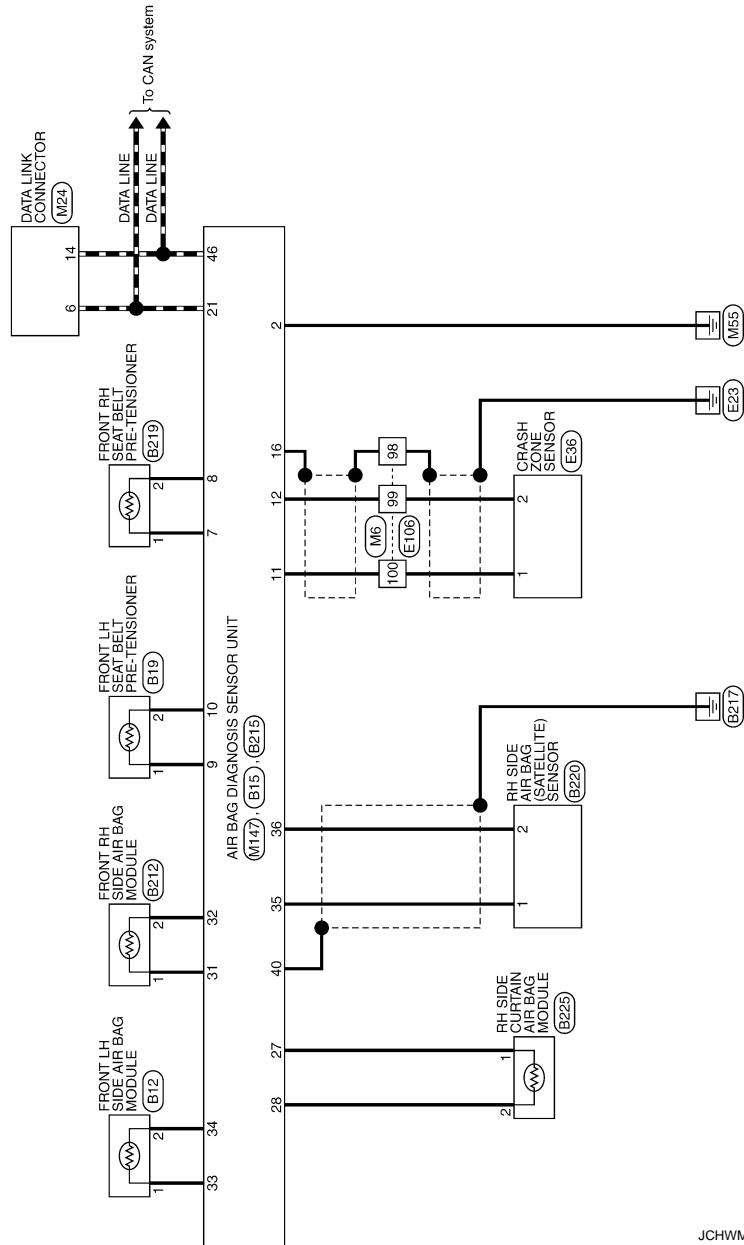 DATA LINK
CONNECTOR
M24
14
6
To CAN system
DATA LINE
DATA LINE
46
21
FRONT RH
SEAT BELT
PRE-TENSIONER
B219
2
1
8
7
FRONT LH
SEAT BELT
PRE-TENSIONER
B19
2
1
10
9
FRONT RH
SIDE AIR BAG
MODULE
B212
2
1
32
31
FRONT LH
SIDE AIR BAG
MODULE
B12
2
1
34
33
AIR BAG DIAGNOSIS SENSOR UNIT
M147 , B15 , B215
2
M55
16
12
11
98
99
100
M6
E106
E23
CRASH
ZONE
SENSOR
E36
2
1
36
35
40
RH SIDE
AIR BAG
(SATELLITE)
SENSOR
B220
2
1
B217
27
28
RH SIDE
CURTAIN
AIR BAG
MODULE
B225
1
2
JCHWM